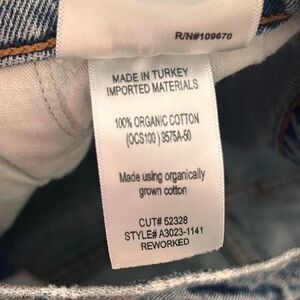 R/N#109670
MADE IN TURKEY
IMPORTED MATERIALS
100% ORGANIC COTTON
(OCS100) 9575A-50
Made using organically
grown cotton
CUT# 52328
STYLE# A3023-1141
REWORKED